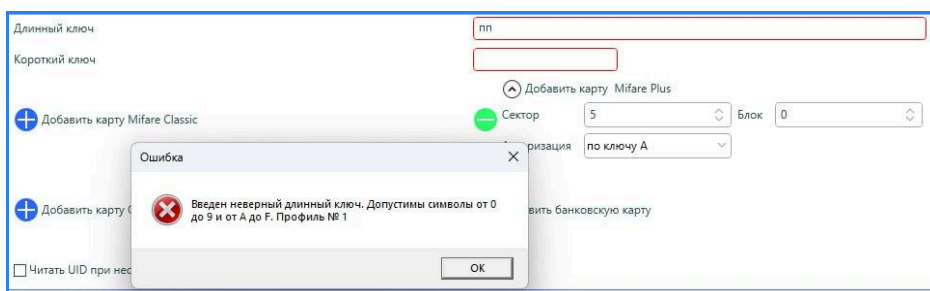 Длинный ключ
пп
Короткий ключ
Добавить карту Mifare Plus
Добавить карту Mifare Classic
Сектор
5
Блок
0
ризация
по ключу A
Ошибка
Введен неверный длинный ключ. Допустимы символы от 0
до 9 и от A до F. Профиль № 1
Добавить карту
вить банковскую карту
Читать UID при нес
OK